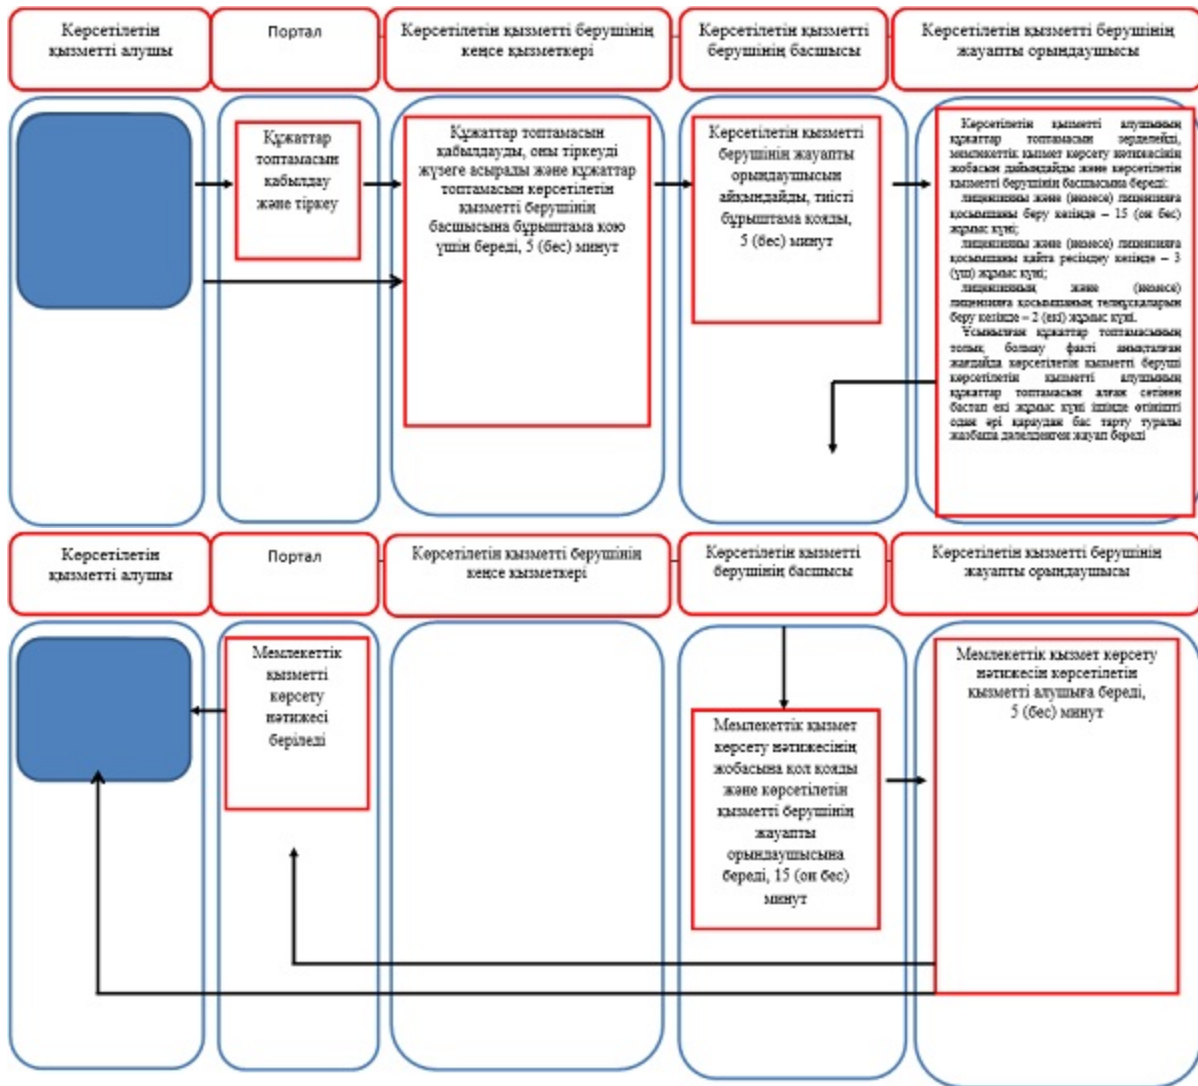 Көрсетілетін
қызметті алушы
Портал
Көрсетілетін қызметті берушінің
кеңсе қызметкері
Көрсетілетін қызметті
берушінің басшысы
Көрсетілетін қызметті берушінің
жауапты орындаушысы
Құжаттар
топтамасын
қабылдау
және тіркеу
Құжаттар топтамасын
қабылдауды, оны тіркеуді
жүзеге асырады және құжаттар
топтамасын көрсетілетін
қызметті берушінің
басшысына бұрыштама қою
үшін береді, 5 (бес) минут
Көрсетілетін қызметті
берушінің жауапты
орындаушысын
айқындайды, тиісті
бұрыштама қояды,
5 (бес) минут
Көрсетілетін қызметті алушының
құжаттар топтамасын зерделейді,
мемлекеттік қызмет көрсету нәтижесінің
жобасын дайындайды және көрсетілетін
қызметті берушінің басшысына береді:
лицензияны және (немесе) лицензияға
қосымшаны беру кезінде – 15 (он бес)
жұмыс күні;
лицензияны және (немесе) лицензияға
қосымшаны қайта ресімдеу кезінде – 3
(үш) жұмыс күні;
лицензияның және (немесе)
лицензияға қосымшаның телнұсқаларын
беру кезінде – 2 (екі) жұмыс күні.
Ұсынылған құжаттар топтамасының
толық болмау факті анықталған
жағдайда көрсетілетін қызметті беруші
көрсетілетін қызметті алушының
құжаттар топтамасын алған сәтінен
бастап екі жұмыс күні ішінде өтінішті
одан әрі қараудан бас тарту туралы
жазбаша дәлелденген жауап береді
Көрсетілетін
қызметті алушы
Портал
Көрсетілетін қызметті берушінің
кеңсе қызметкері
Көрсетілетін қызметті
берушінің басшысы
Көрсетілетін қызметті берушінің
жауапты орындаушысы
Мемлекеттік
қызметті
көрсету
нәтижесі
беріледі
Мемлекеттік қызмет
көрсету нәтижесінің
жобасына қол қояды
және көрсетілетін
қызметті берушінің
жауапты
орындаушысына
береді, 15 (он бес)
минут
Мемлекеттік қызмет көрсету
нәтижесін көрсетілетін
қызметті алушыға береді,
5 (бес) минут